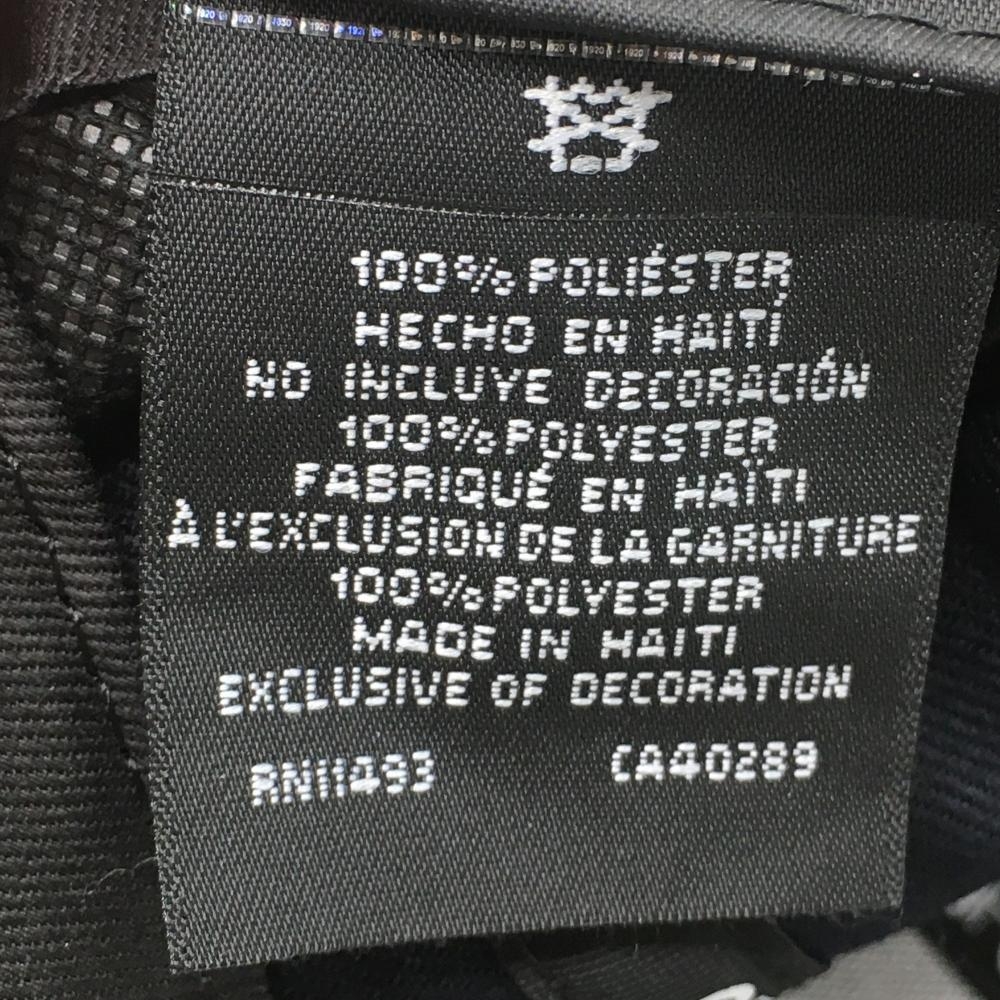 100% POLIÉSTER
HECHO EN HAITÍ
NO INCLUYE DECORACIÓN
100% POLYESTER
FABRIQUÉ EN HAÏTI
À L'EXCLUSION DE LA GARNITURE
100% POLYESTER
MADE IN HAITI
EXCLUSIVE OF DECORATION
RN11493 CA40289